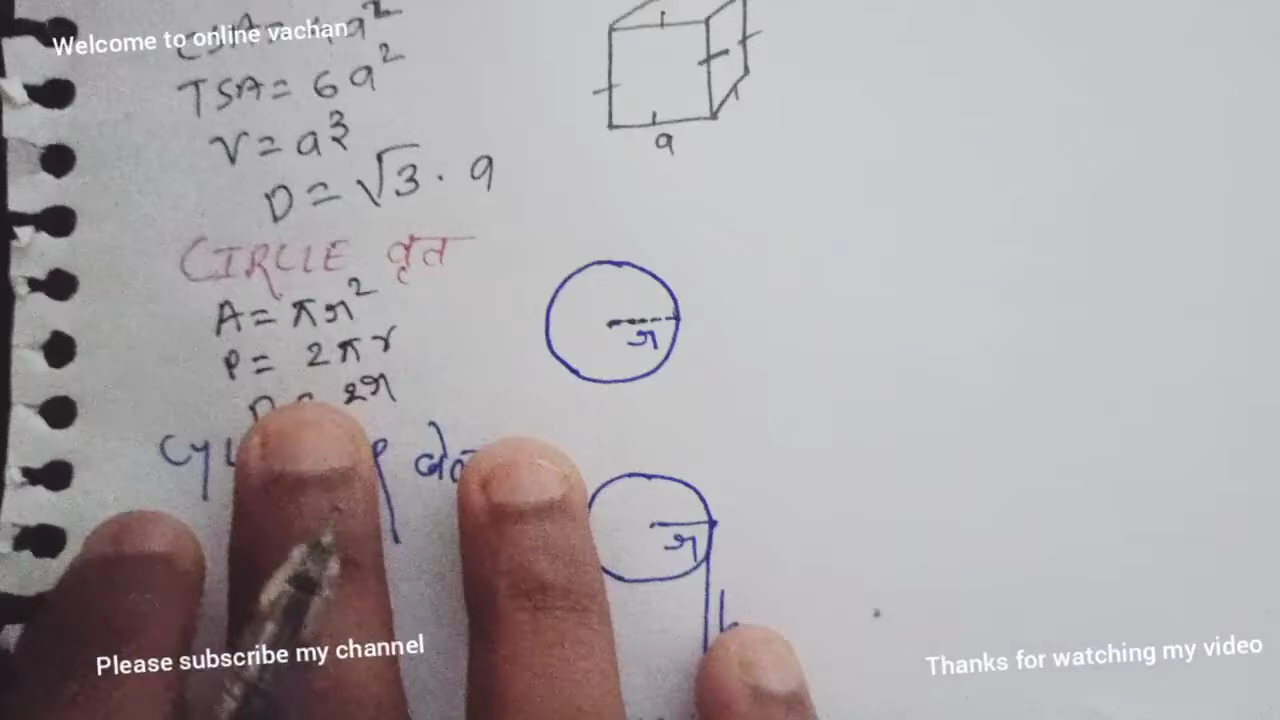 Welcome to online vachan
TSA = 6a²
V = a³
D = √3 . a
a
CIRCLE वृत
A = πr²
P = 2πr
2r
r
r
h
Please subscribe my channel
Thanks for watching my video